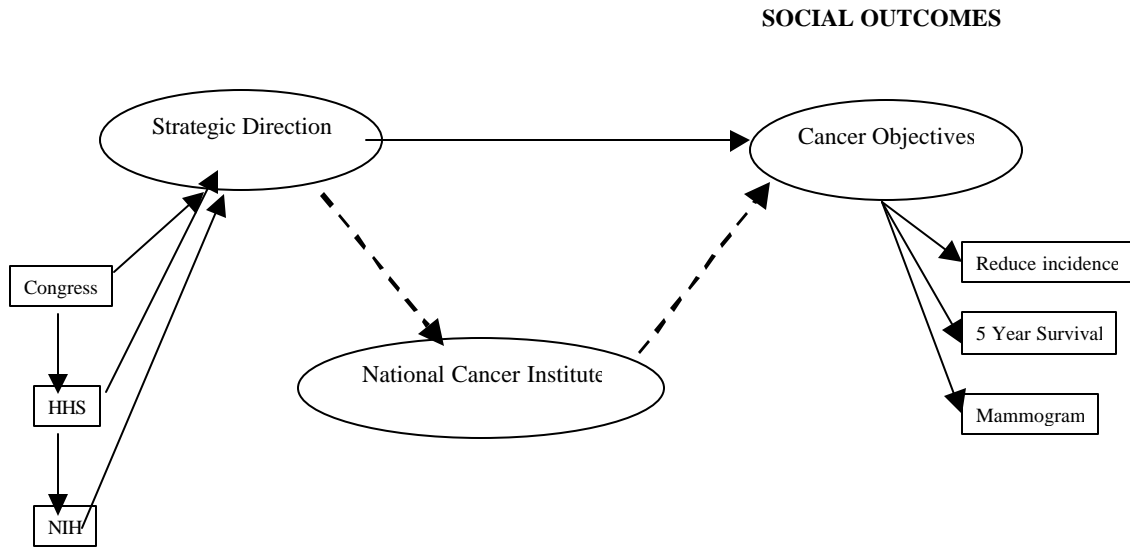 SOCIAL OUTCOMES
Strategic Direction
Cancer Objectives
Congress
Reduce incidence
5 Year Survival
National Cancer Institute
HHS
Mammogram
NIH